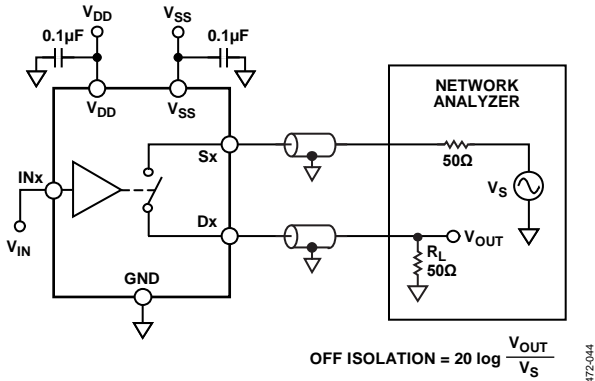 VDD
VSS
0.1µF
0.1µF
VDD
VSS
NETWORK
ANALYZER
Sx
50Ω
VS
INx
Dx
VOUT
RL
50Ω
VIN
GND
OFF ISOLATION = 20 log VOUT
VS
472-044